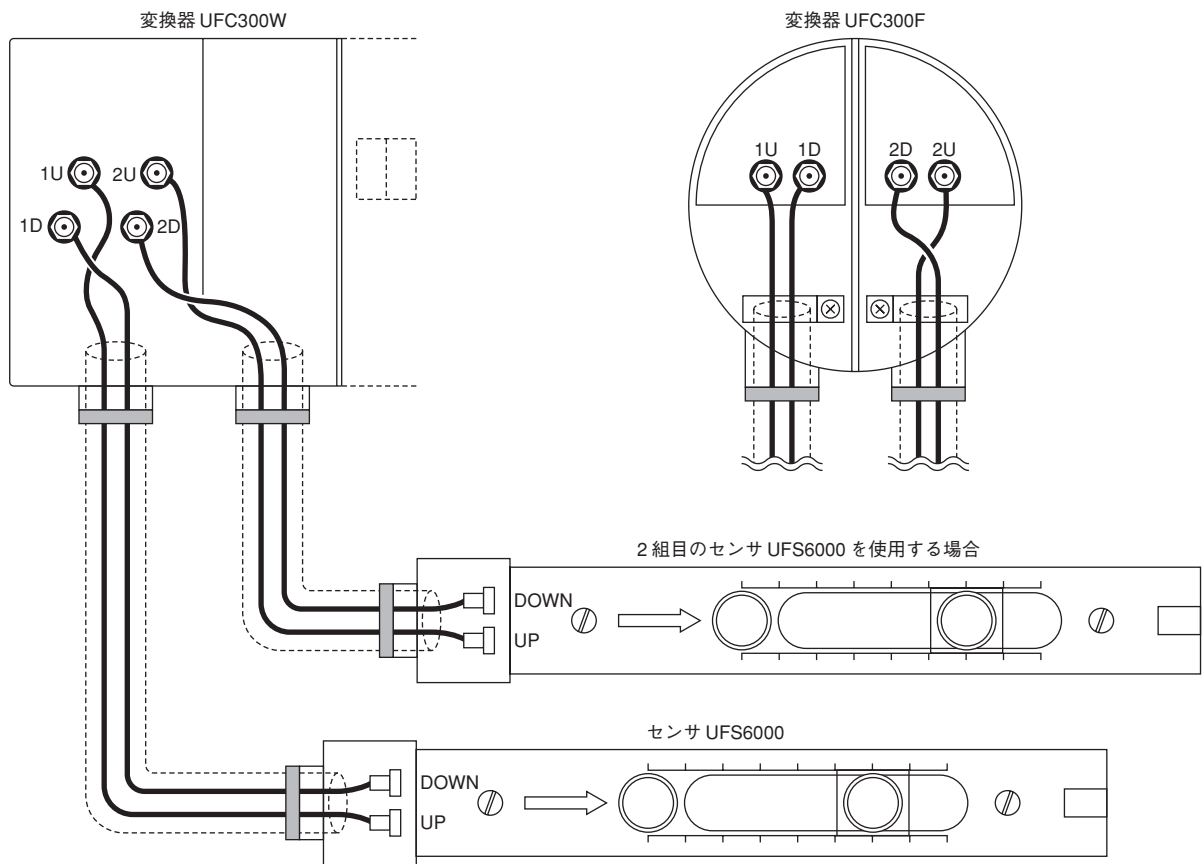 変換器 UFC300W
変換器 UFC300F
1U
2U
1D
2D
1U
1D
2D
2U
2 組目のセンサ UFS6000 を使用する場合
DOWN
UP
センサ UFS6000
DOWN
UP